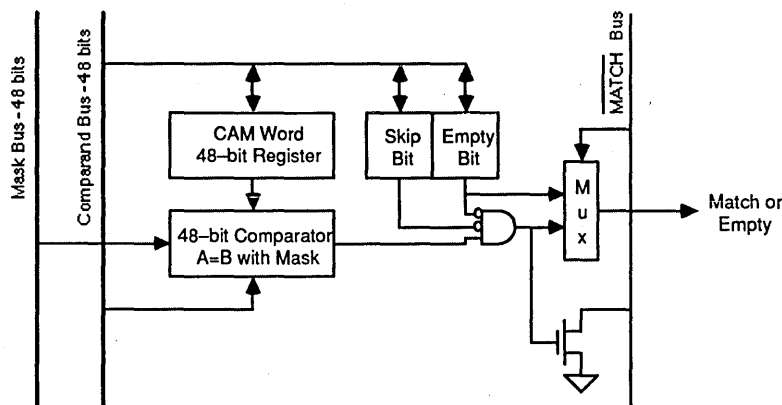 Mask Bus-48 bits
Comparand Bus-48 bits
MATCH Bus
CAM Word
48-bit Register
Skip
Bit
Empty
Bit
Mux
48-bit Comparator
A=B with Mask
Match or
Empty